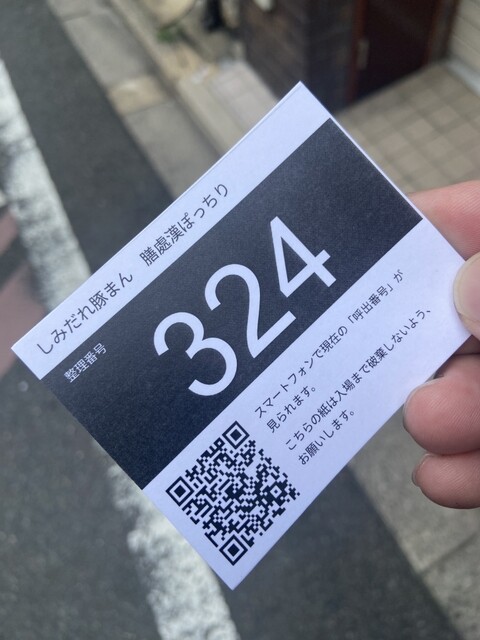 しみだれ豚まん 膳處漢ぽっちり
整理番号
324
スマートフォンで現在の「呼出番号」が
見られます。
こちらの紙は入場まで破棄しないよう、
お願いします。